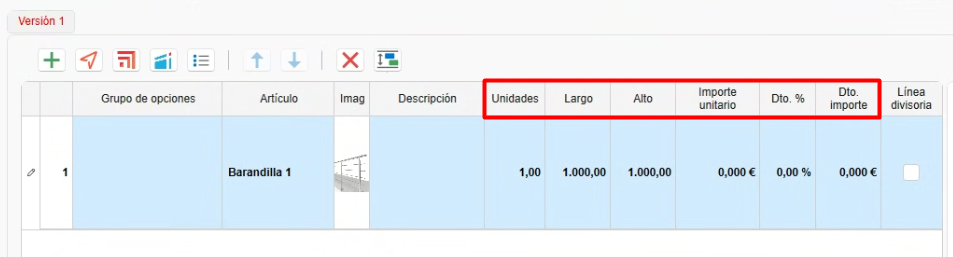 Versión 1
Grupo de opciones Artículo Imag Descripción Unidades Largo Alto Importe unitario Dto. % Dto. importe Línea divisoria
1 Barandilla 1 1,00 1.000,00 1.000,00 0,000 € 0,00 % 0,000 €